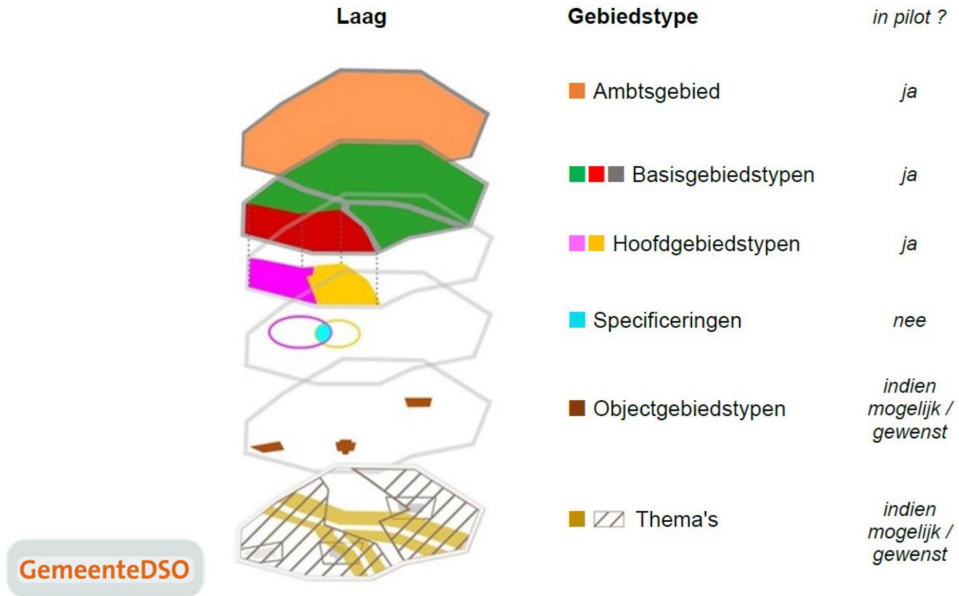 Laag Gebiedstype in pilot ?
Ambtsgebied ja
Basisgebiedstypen ja
Hoofdgebiedstypen ja
Specificeringen nee
Objectgebiedstypen indien
mogelijk /
gewenst
Thema's indien
mogelijk /
gewenst
GemeenteDSO